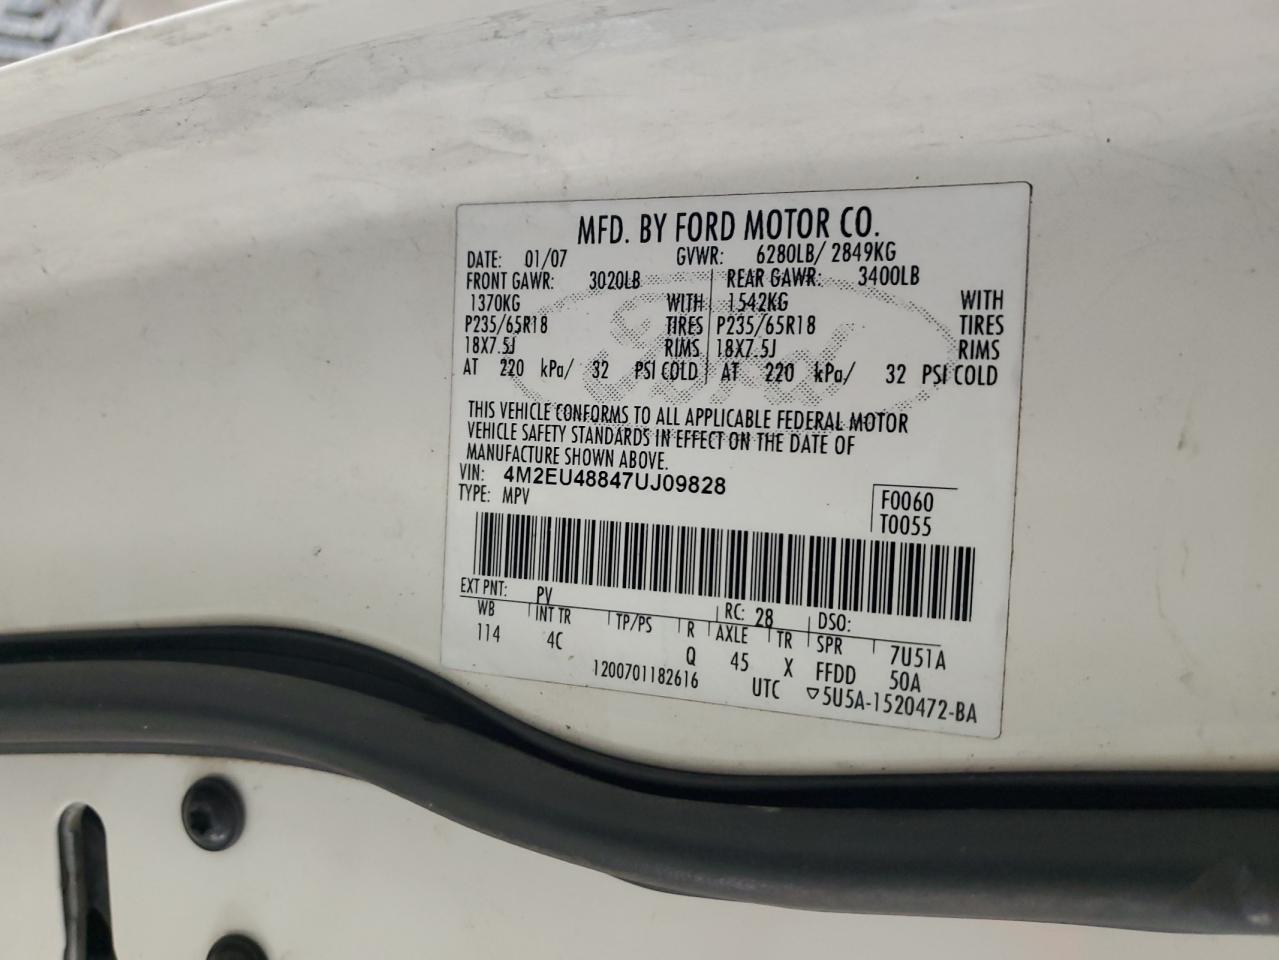 MFD. BY FORD MOTOR CO.
DATE: 01/07 GVWR: 6280LB/ 2849KG
FRONT GAWR: 3020LB REAR GAWR: 3400LB
1370KG WITH 1542KG WITH
P235/65R18 TIRES P235/65R18 TIRES
18X7.5J RIMS 18X7.5J RIMS
AT 220 kPa/ 32 PSI COLD AT 220 kPa/ 32 PSI COLD
Ford
THIS VEHICLE CONFORMS TO ALL APPLICABLE FEDERAL MOTOR
VEHICLE SAFETY STANDARDS IN EFFECT ON THE DATE OF
MANUFACTURE SHOWN ABOVE.
VIN: 4M2EU48847UJ09828
TYPE: MPV
F0060
T0055
EXT PNT: PV RC: 28 DSO:
WB INT TR TP/PS R AXLE TR SPR 7U51A
114 4C Q 45 X FFDD 50A
1200701182616 UTC ▽5U5A-1520472-BA